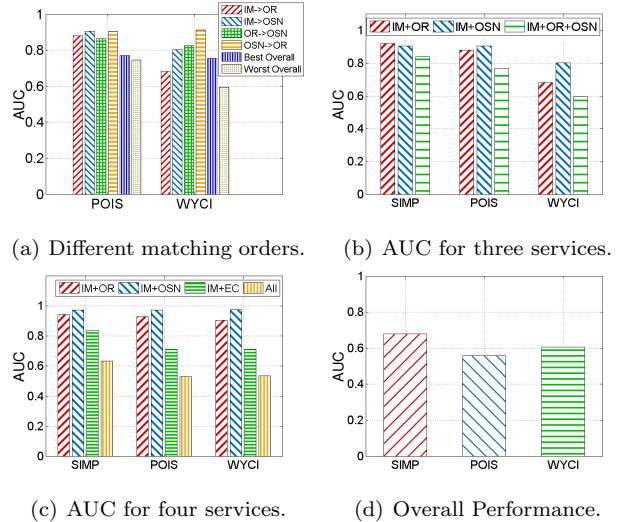 IM->OR
IM->OSN
OR->OSN
OSN->OR
Best Overall
Worst Overall
AUC
1
0.8
0.6
0.4
0.2
0
POIS WYCI
(a) Different matching orders.
IM+OR IM+OSN IM+OR+OSN
AUC
1
0.8
0.6
0.4
0.2
0
SIMP POIS WYCI
(b) AUC for three services.
IM+OR IM+OSN IM+EC All
AUC
1
0.8
0.6
0.4
0.2
0
SIMP POIS WYCI
(c) AUC for four services.
AUC
1
0.8
0.6
0.4
0.2
0
SIMP POIS WYCI
(d) Overall Performance.